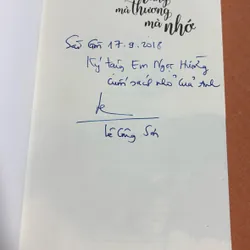 mà thương
mà nhớ
Sài Gòn 17-9-2018
Ký tặng Em Ngọc Hường
cuốn sách nhỏ của Anh
Lê Công Sơn